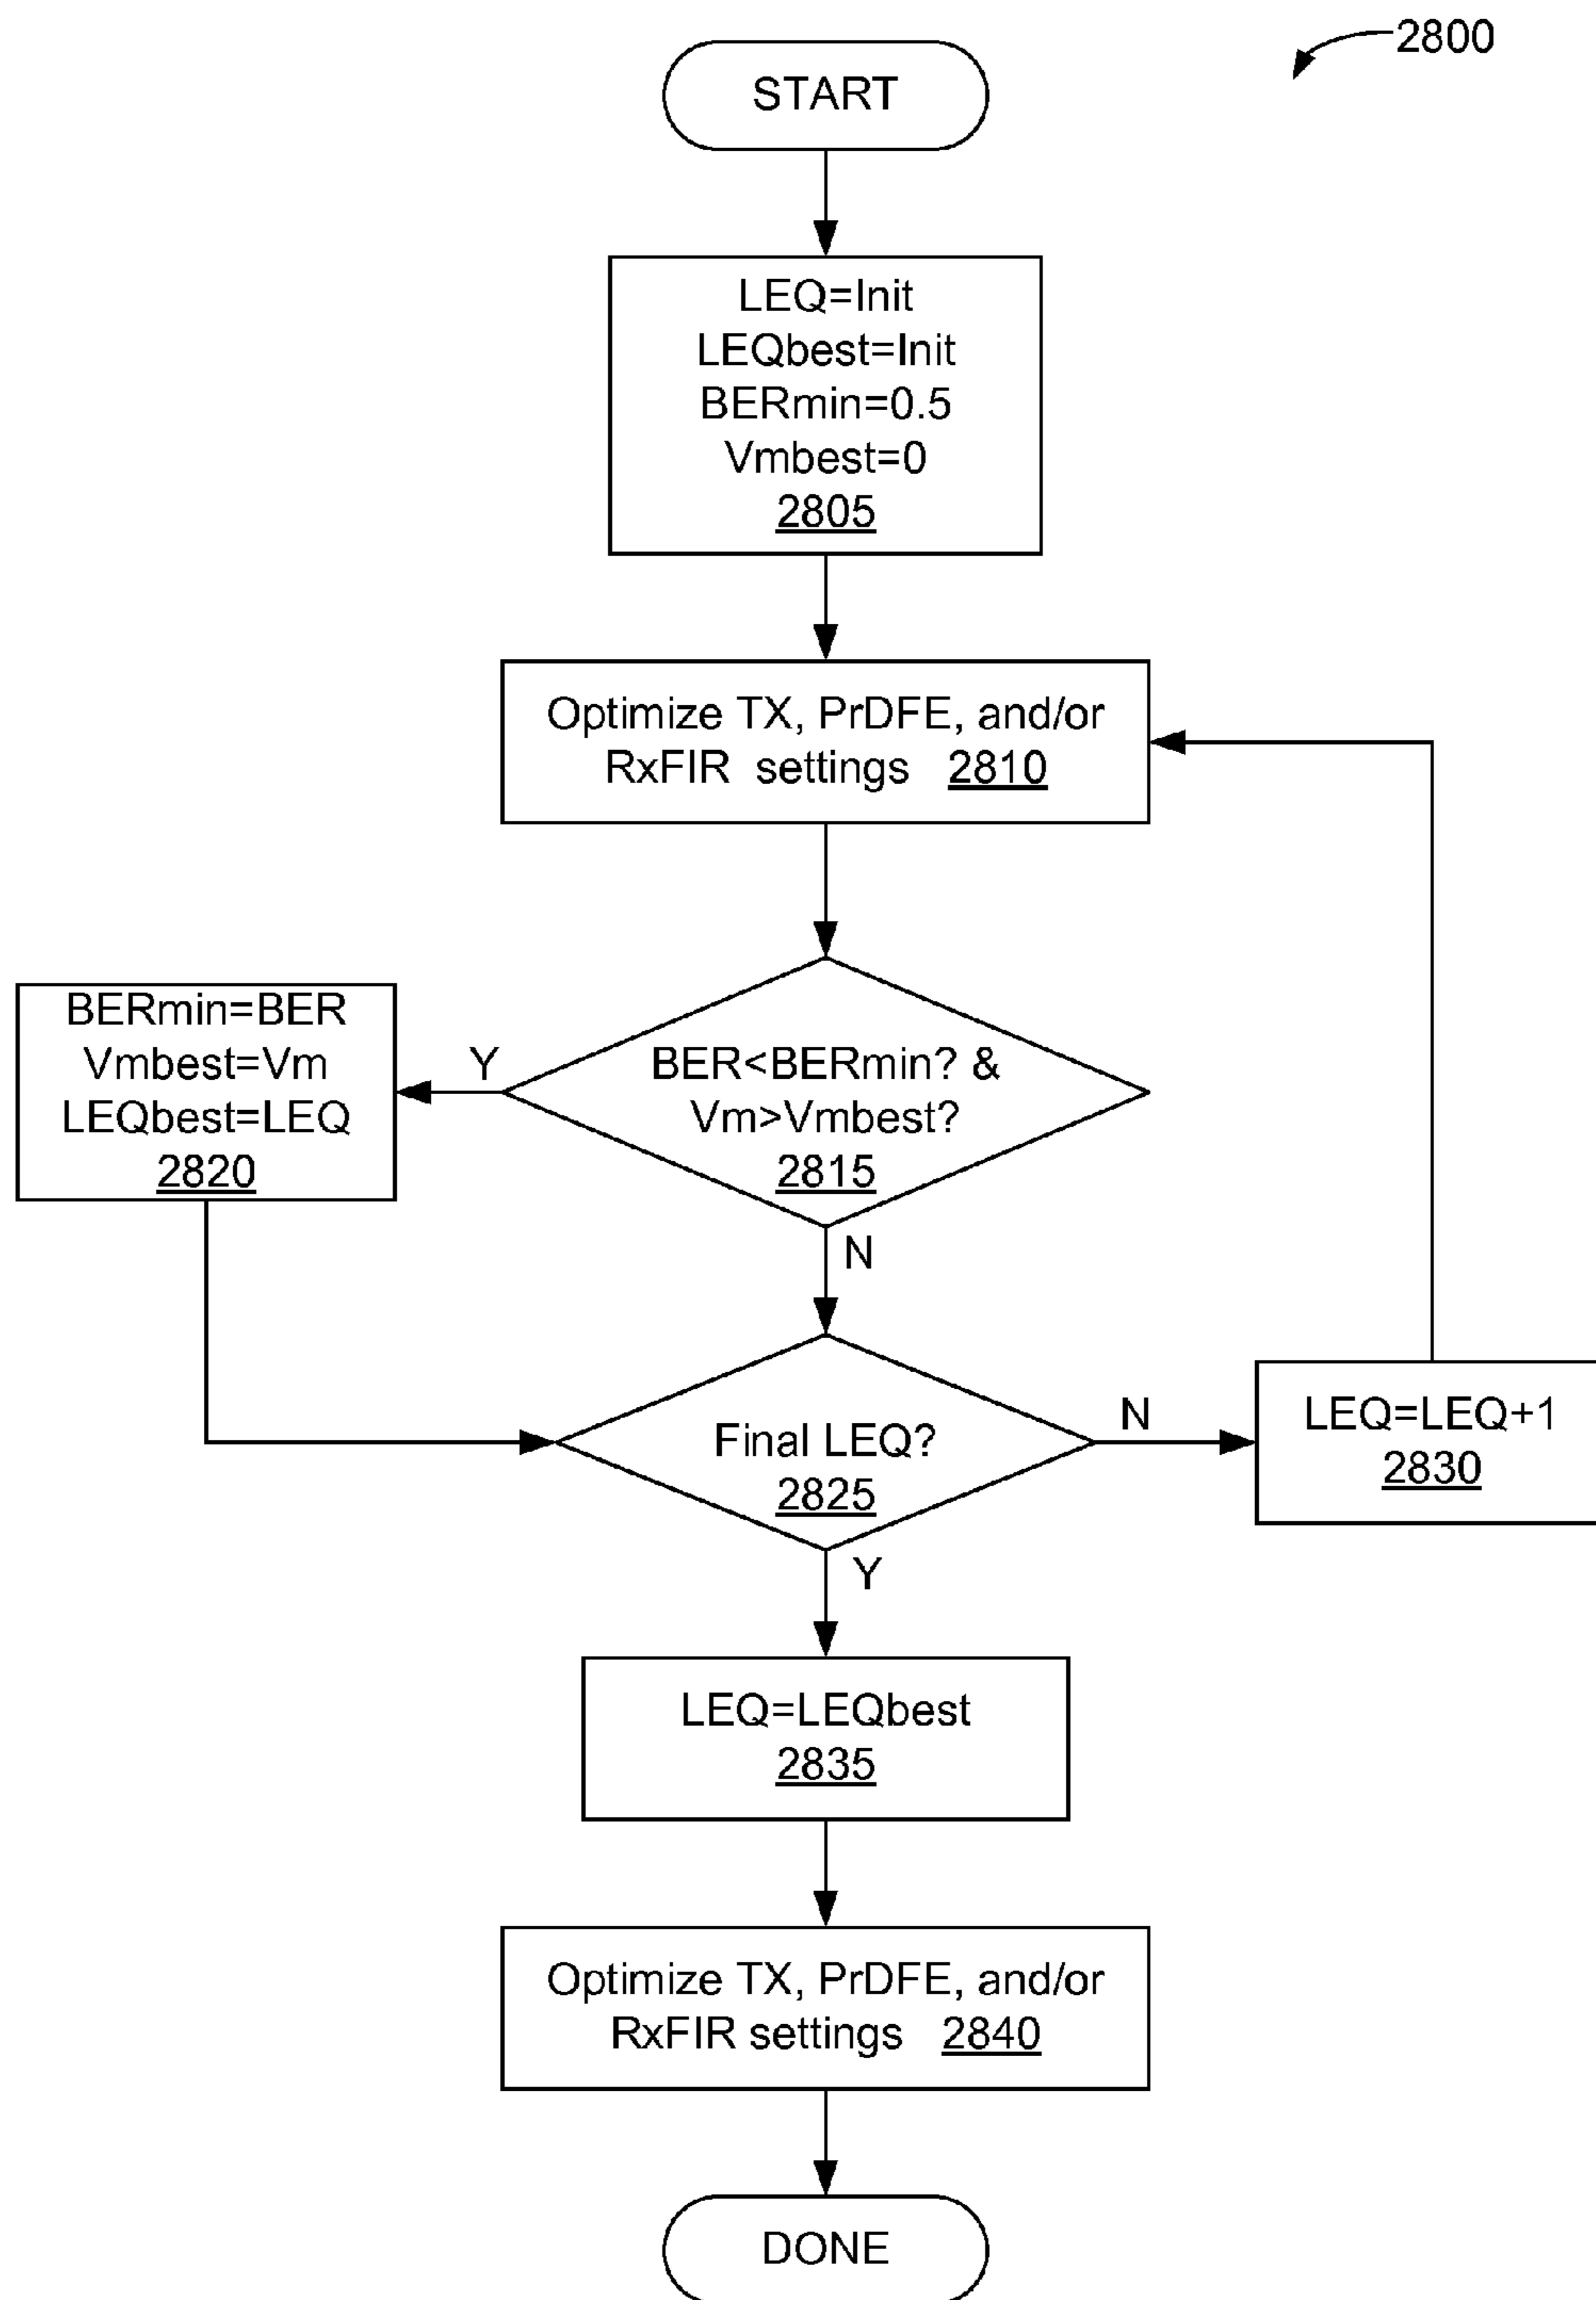 2800
START
LEQ=Init
LEQbest=Init
BERmin=0.5
Vmbest=0
2805
Optimize TX, PrDFE, and/or
RxFIR settings 2810
BER<BERmin? &
Vm>Vmbest?
2815
Y
BERmin=BER
Vmbest=Vm
LEQbest=LEQ
2820
N
Final LEQ?
2825
N
LEQ=LEQ+1
2830
Y
LEQ=LEQbest
2835
Optimize TX, PrDFE, and/or
RxFIR settings 2840
DONE